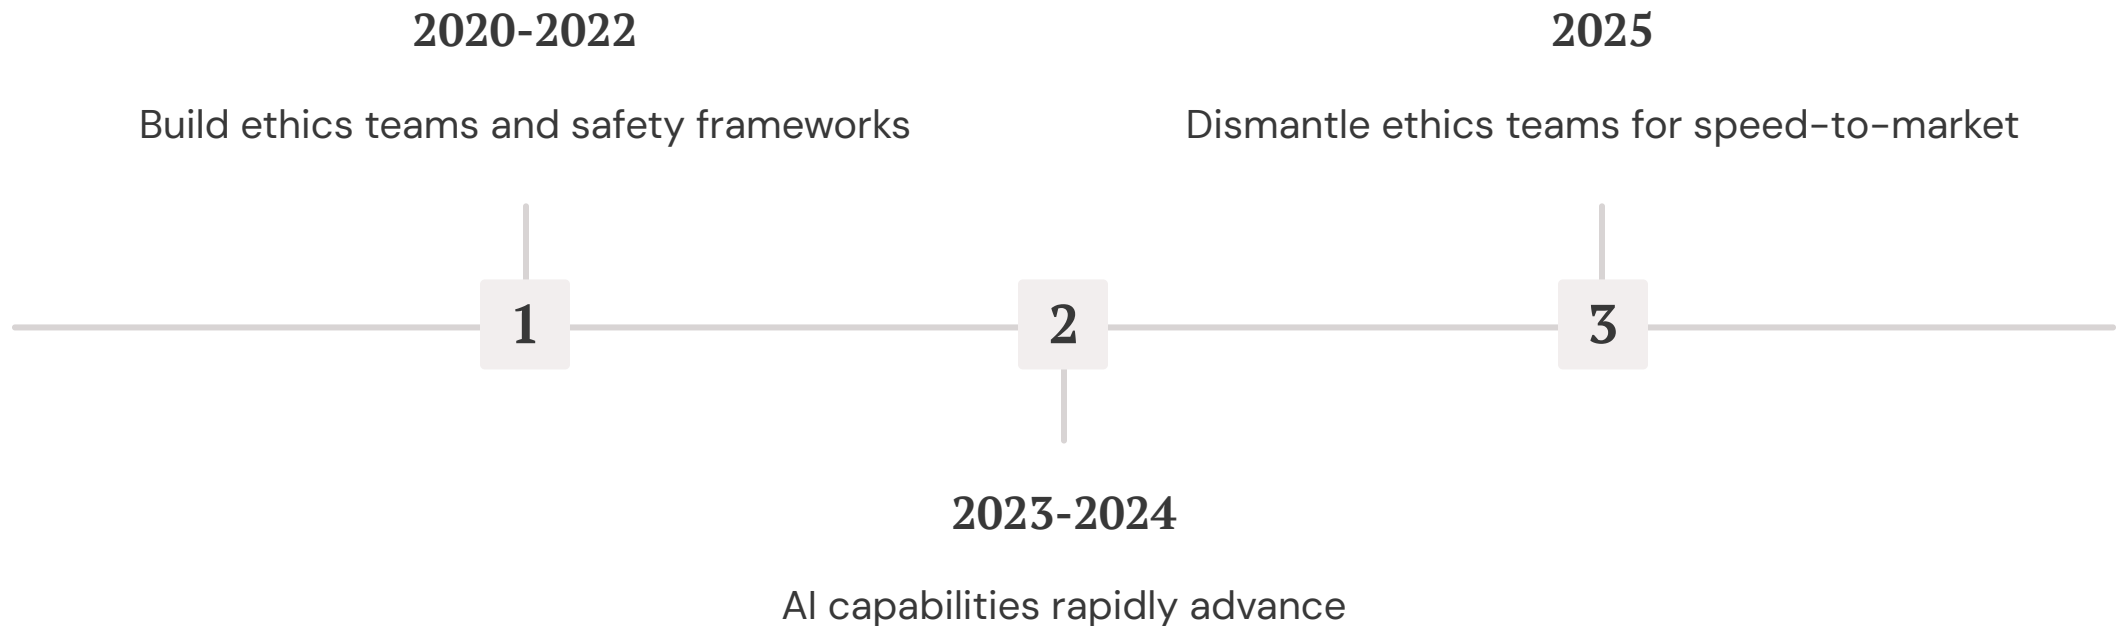 2020-2022
Build ethics teams and safety frameworks
1
2
2023-2024
AI capabilities rapidly advance
3
2025
Dismantle ethics teams for speed-to-market